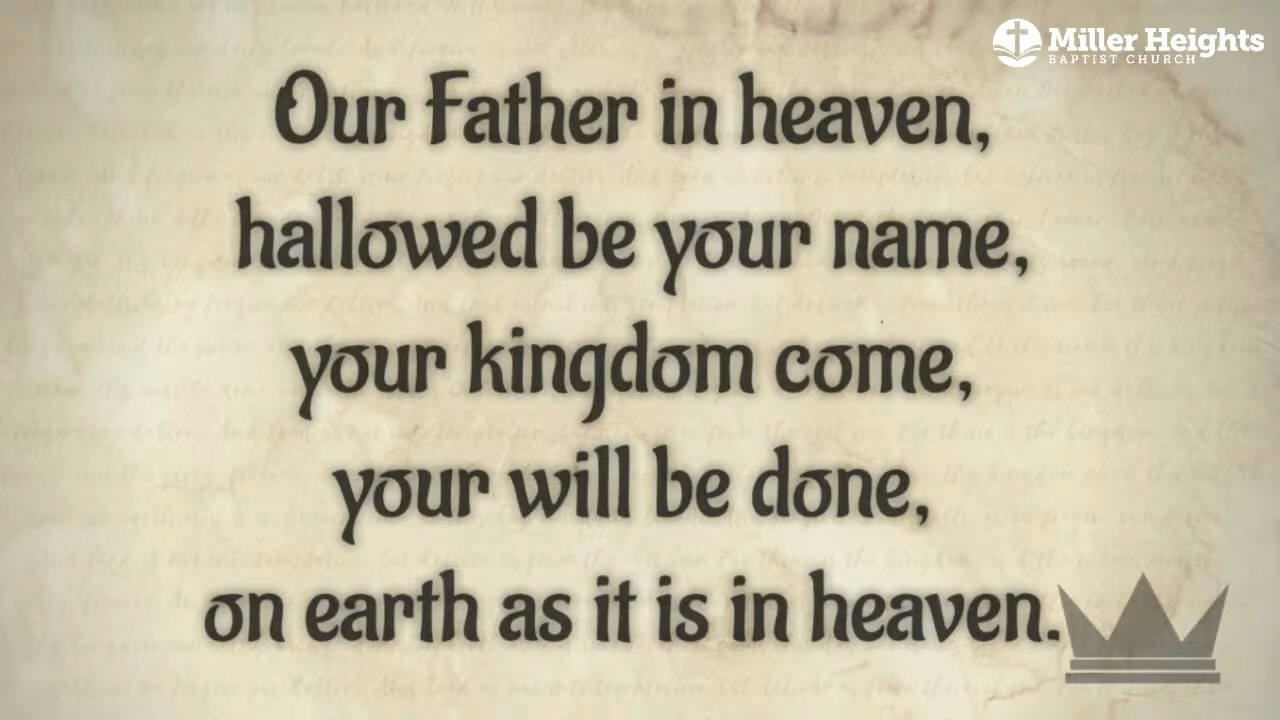 Miller Heights
BAPTIST CHURCH
Our Father in heaven,
hallowed be your name,
your kingdom come,
your will be done,
on earth as it is in heaven.